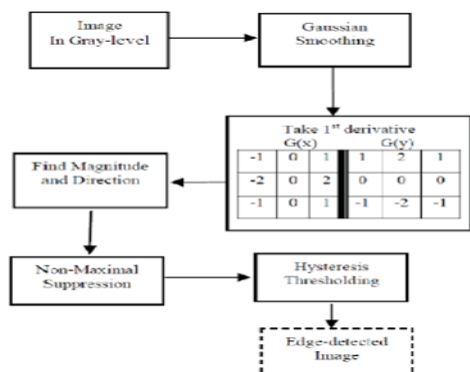 Image
In Gray-level
Gaussian
Smoothing
Take 1st derivative
G(x) G(y)
-1 0 1 1 2 1
-2 0 2 0 0 0
-1 0 1 -1 -2 -1
Find Magnitude
and Direction
Non-Maximal
Suppression
Hysteresis
Thresholding
Edge-detected
Image